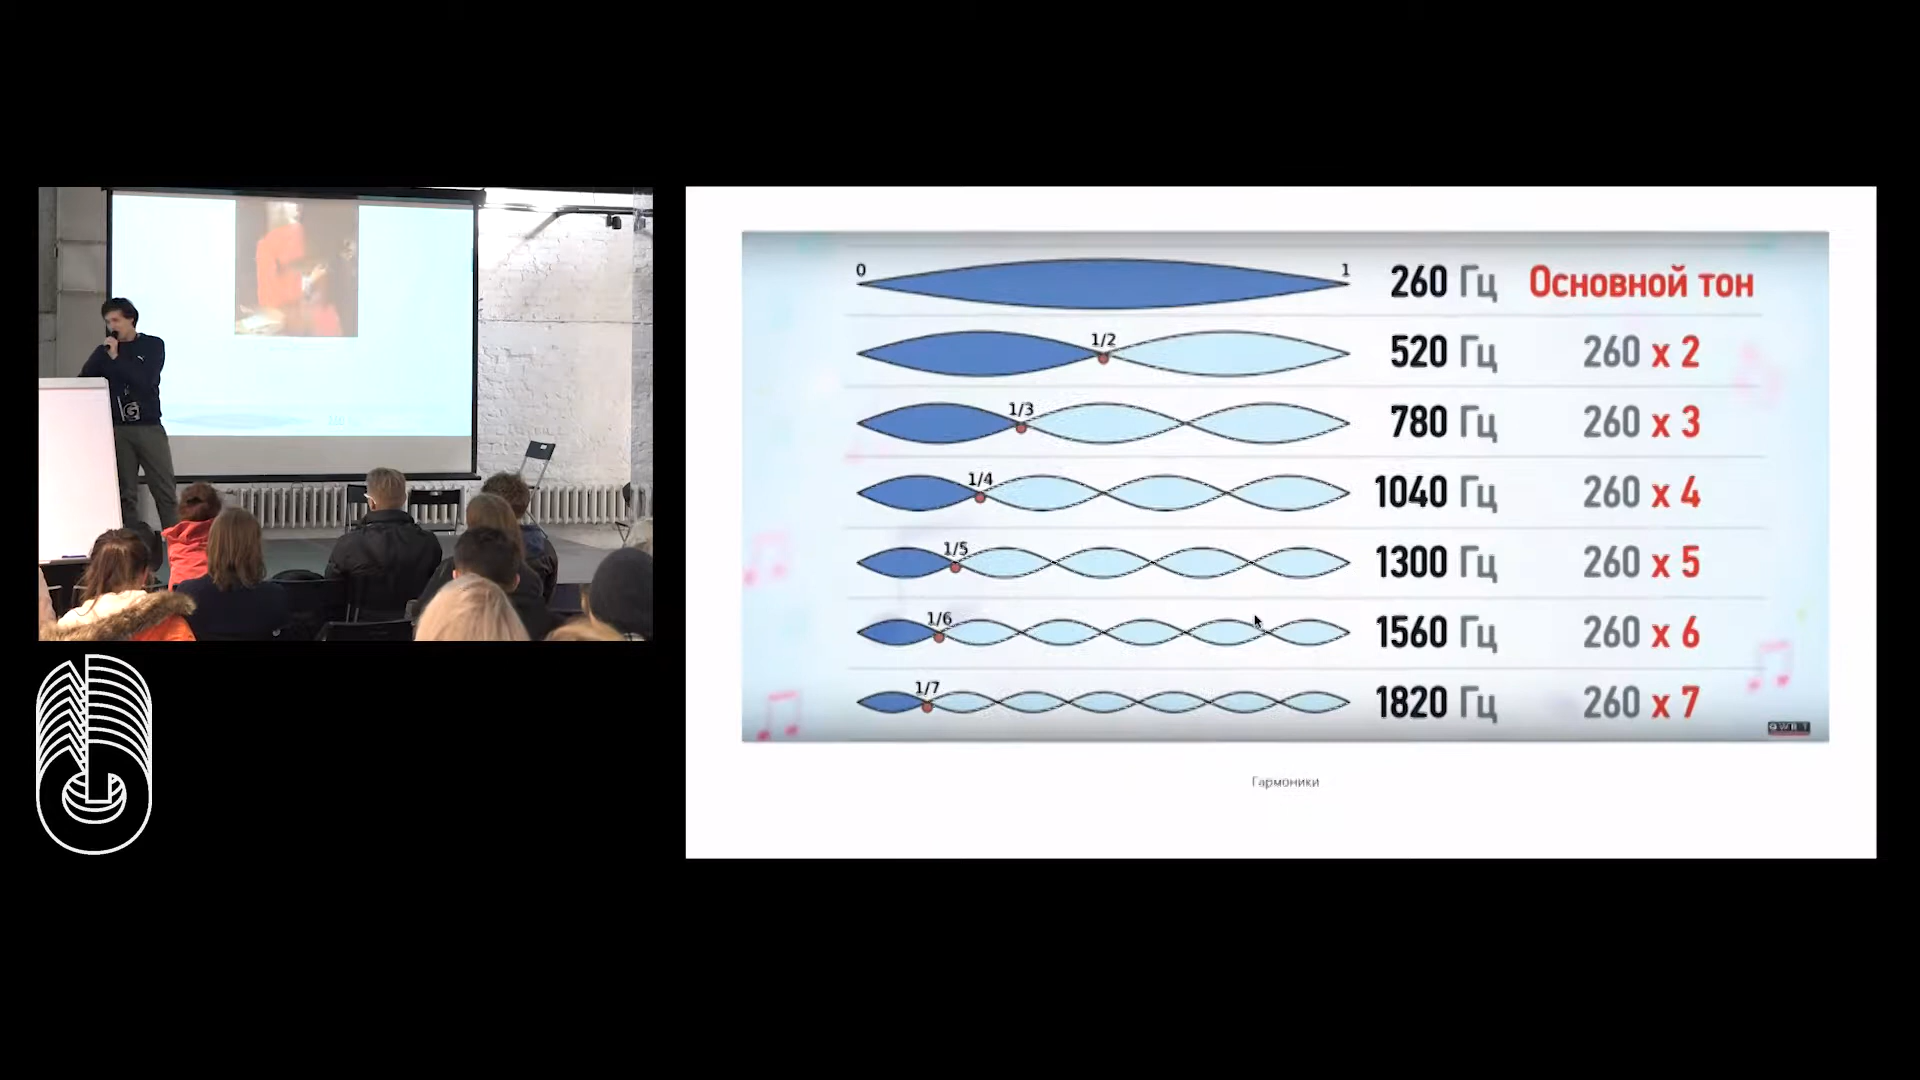 0 1 260 Гц Основной тон
1/2 520 Гц 260 x 2
1/3 780 Гц 260 x 3
1/4 1040 Гц 260 x 4
1/5 1300 Гц 260 x 5
1/6 1560 Гц 260 x 6
1/7 1820 Гц 260 x 7
Гармоники